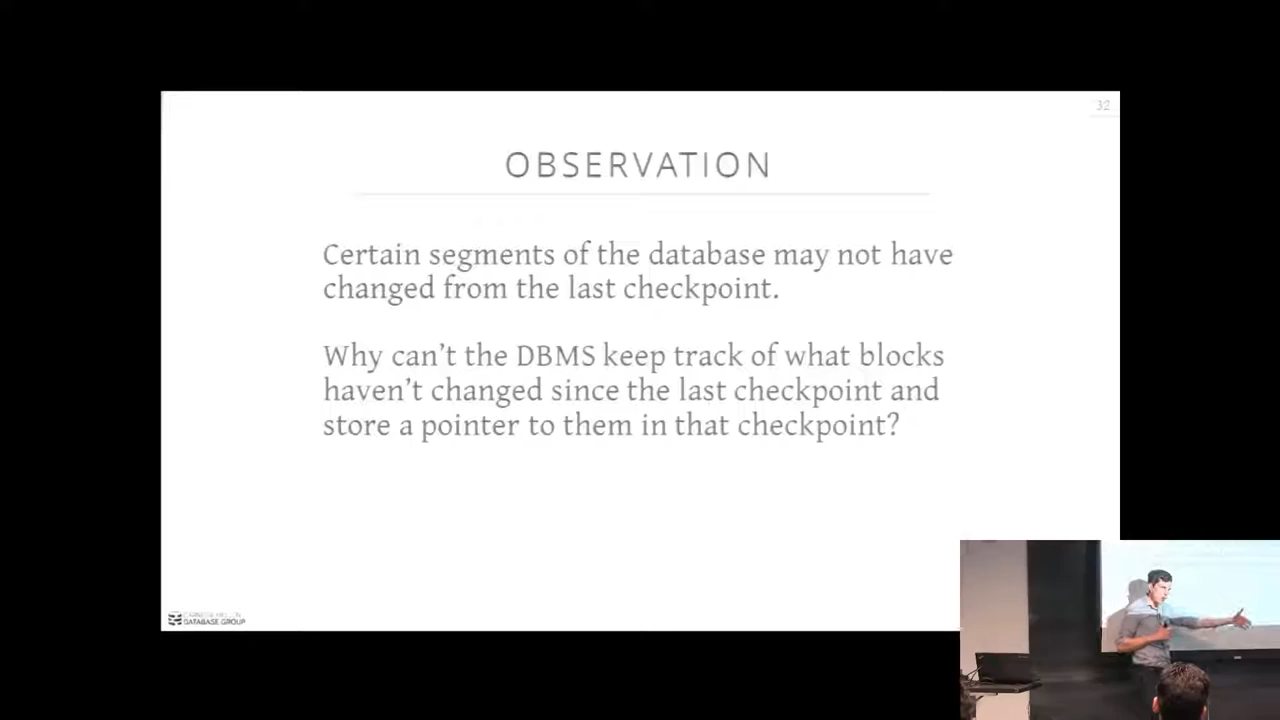 32
OBSERVATION
Certain segments of the database may not have
changed from the last checkpoint.
Why can't the DBMS keep track of what blocks
haven't changed since the last checkpoint and
store a pointer to them in that checkpoint?
DATABASE GROUP